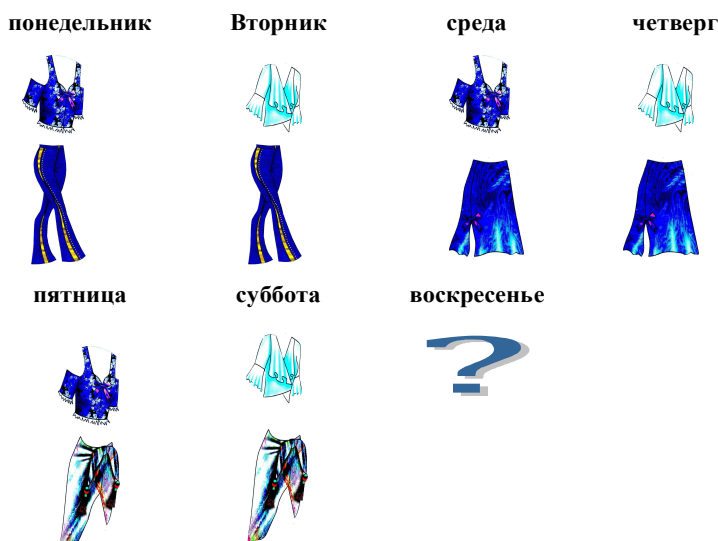 понедельник Вторник среда четверг
пятница суббота воскресенье
?